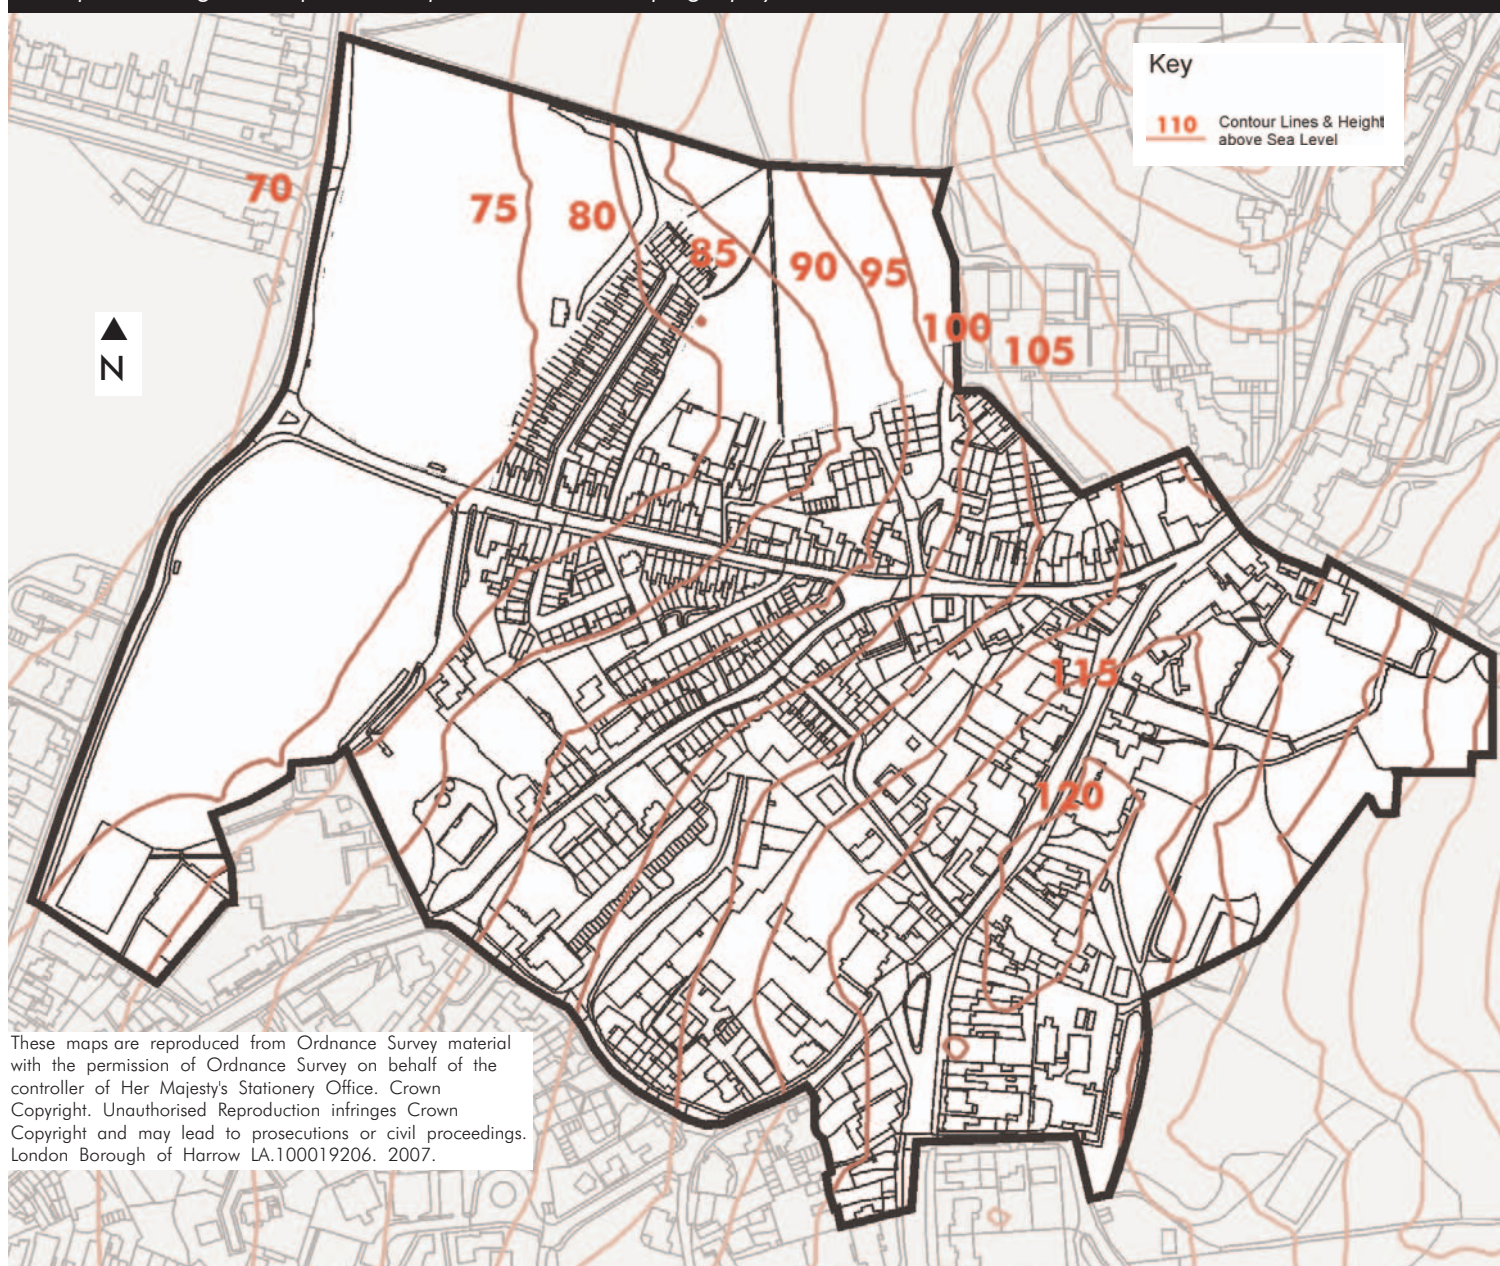 Key
110 Contour Lines & Height
above Sea Level
70
75
80
85
90
95
100
105
N
115
120
These maps are reproduced from Ordnance Survey material
with the permission of Ordnance Survey on behalf of the
controller of Her Majesty's Stationery Office. Crown
Copyright. Unauthorised Reproduction infringes Crown
Copyright and may lead to prosecutions or civil proceedings.
London Borough of Harrow LA.100019206. 2007.